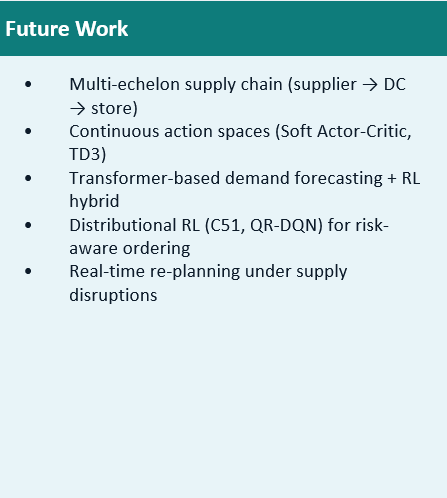 Future Work
• Multi-echelon supply chain (supplier → DC
→ store)
• Continuous action spaces (Soft Actor-Critic,
TD3)
• Transformer-based demand forecasting + RL
hybrid
• Distributional RL (C51, QR-DQN) for risk-
aware ordering
• Real-time re-planning under supply
disruptions